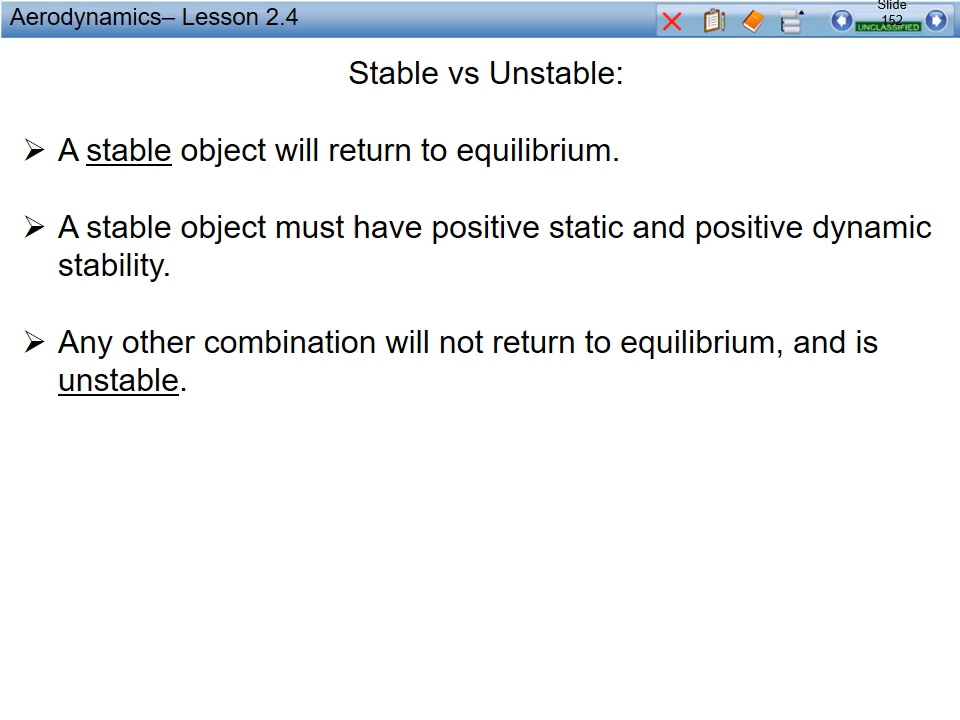 Aerodynamics– Lesson 2.4
Slide
152
UNCLASSIFIED
Stable vs Unstable:
➢ A stable object will return to equilibrium.
➢ A stable object must have positive static and positive dynamic
stability.
➢ Any other combination will not return to equilibrium, and is
unstable.